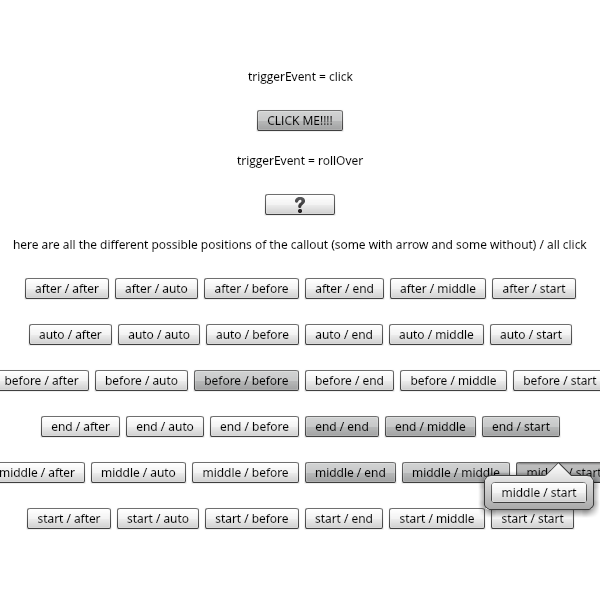 triggerEvent = click
CLICK ME!!!!
triggerEvent = rollOver
?
here are all the different possible positions of the callout (some with arrow and some without) / all click
after / after after / auto after / before after / end after / middle after / start
auto / after auto / auto auto / before auto / end auto / middle auto / start
before / after before / auto before / before before / end before / middle before / start
end / after end / auto end / before end / end end / middle end / start
middle / after middle / auto middle / before middle / end middle / middle mid / start
middle / start
start / after start / auto start / before start / end start / middle start / start